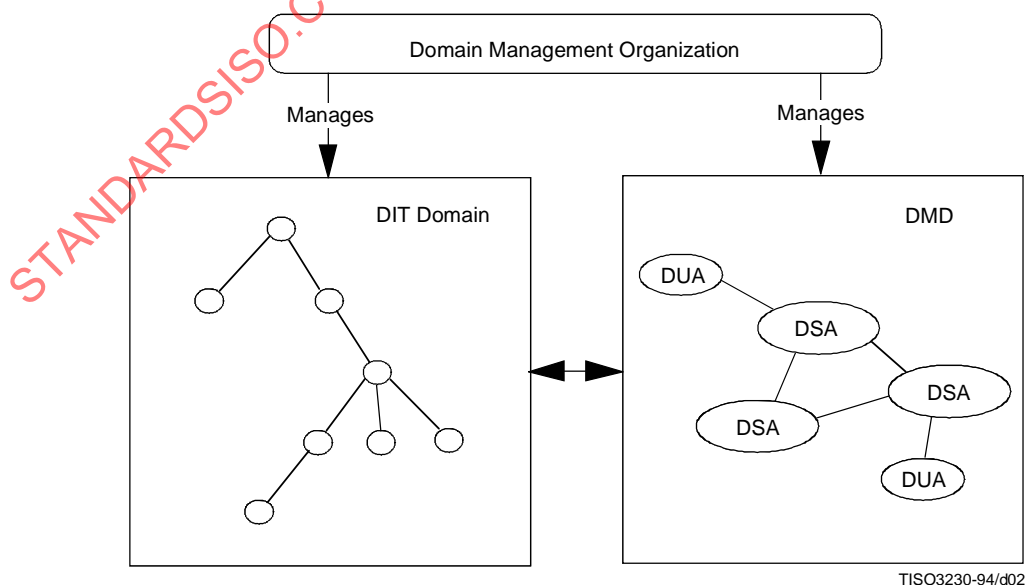 STANDARDSISO.C
Domain Management Organization
Manages
Manages
DIT Domain
DMD
DUA
DSA
DSA
DSA
DUA
TISO3230-94/d02